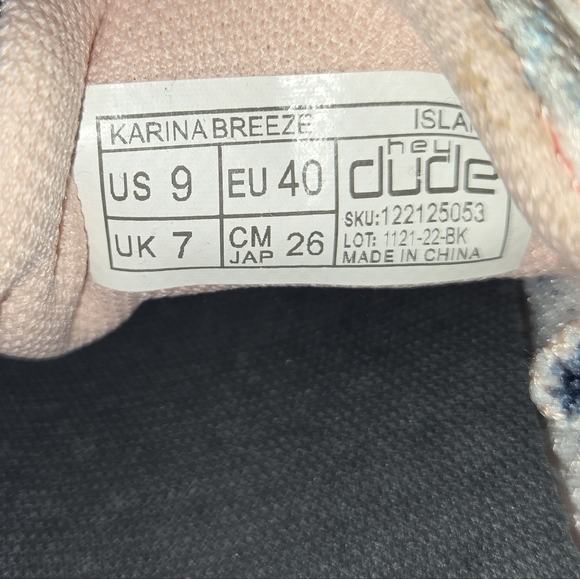 KARINA BREEZE
US 9 EU 40
UK 7 CM JAP 26
hey
dude
SKU:122125053
LOT: 1121-22-BK
MADE IN CHINA